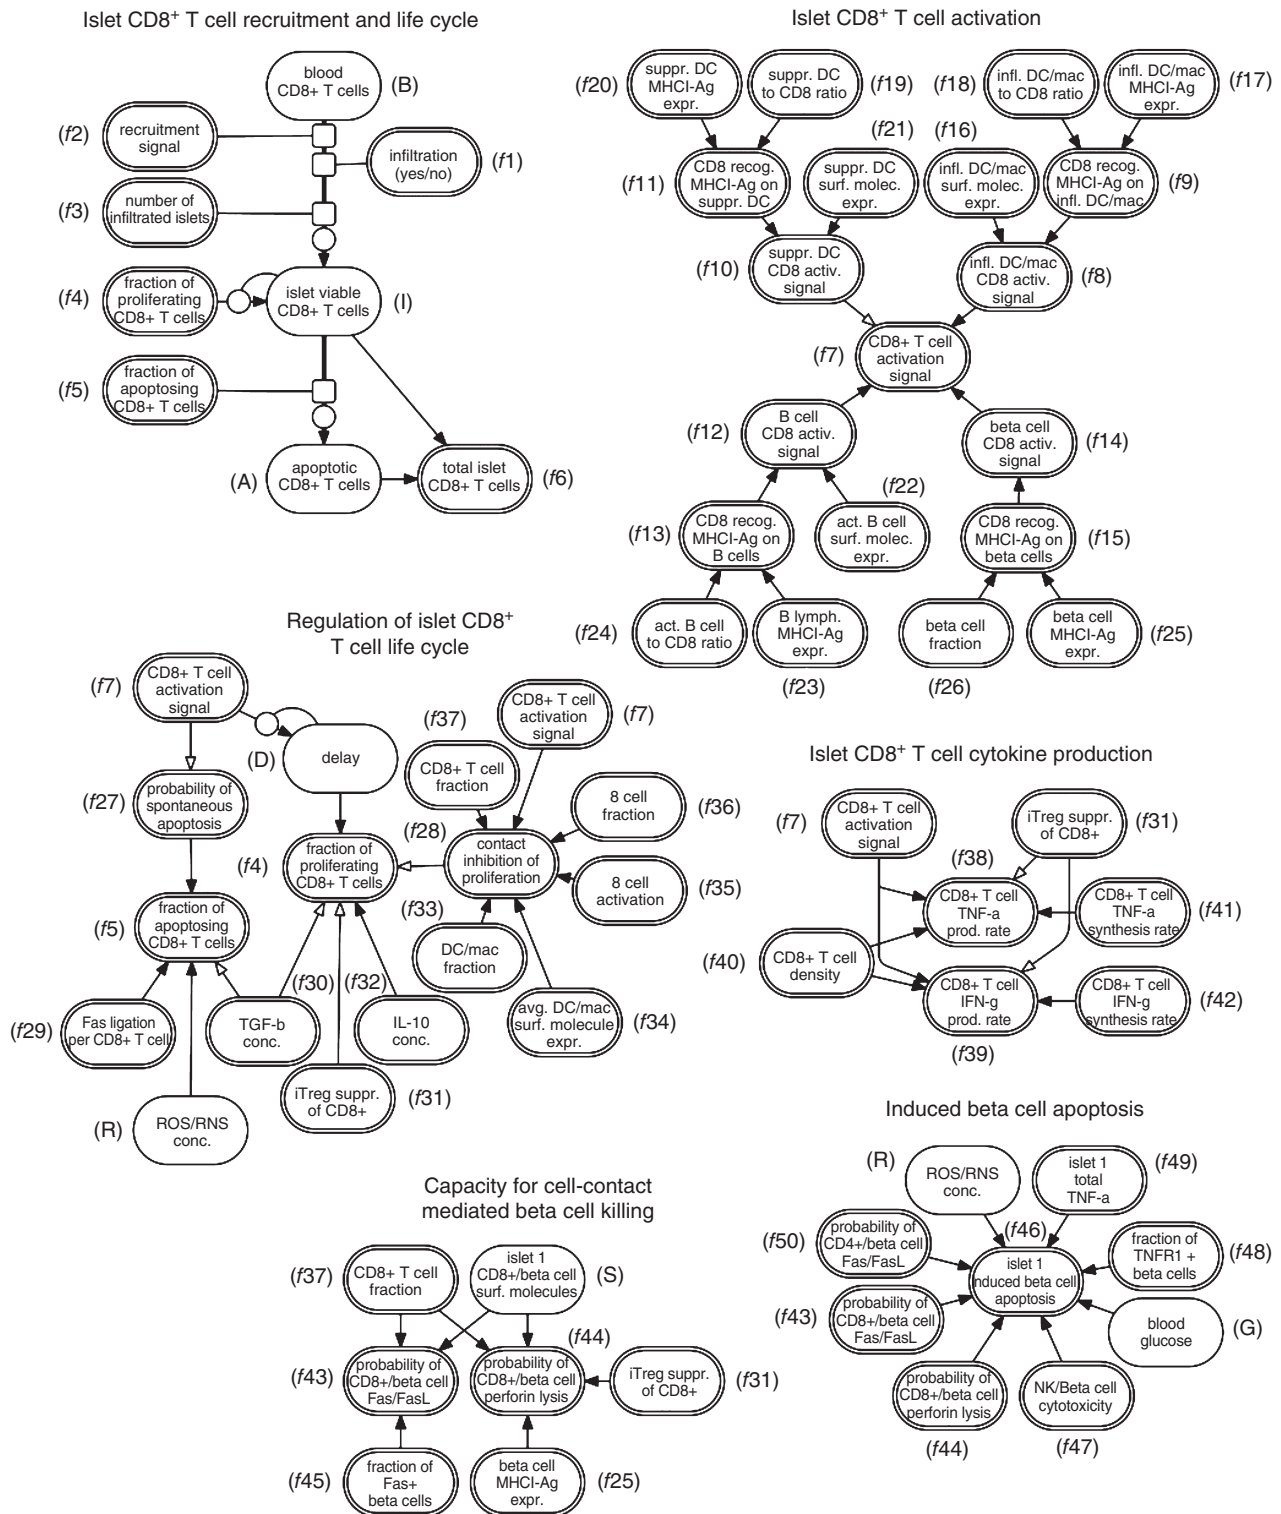 Islet CD8+ T cell recruitment and life cycle
blood
CD8+ T cells
(B)
(f2)
recruitment
signal
infiltration
(yes/no)
(f1)
(f3)
number of
infiltrated islets
(f4)
fraction of
proliferating
CD8+ T cells
islet viable
CD8+ T cells
(I)
(f5)
fraction of
apoptosing
CD8+ T cells
(A)
apoptotic
CD8+ T cells
total islet
CD8+ T cells
(f6)
Islet CD8+ T cell activation
(f20)
suppr. DC
MHCI-Ag
expr.
suppr. DC
to CD8 ratio
(f19)
(f18)
infl. DC/mac
to CD8 ratio
infl. DC/mac
MHCI-Ag
expr.
(f17)
(f21)
(f16)
(f11)
CD8 recog.
MHCI-Ag on
suppr. DC
suppr. DC
surf. molec.
expr.
infl. DC/mac
surf. molec.
expr.
CD8 recog.
MHCI-Ag on
infl. DC/mac
(f9)
(f10)
suppr. DC
CD8 activ.
signal
infl. DC/mac
CD8 activ.
signal
(f8)
(f7)
CD8+ T cell
activation
signal
(f12)
B cell
CD8 activ.
signal
beta cell
CD8 activ.
signal
(f14)
(f22)
(f13)
CD8 recog.
MHCI-Ag on
B cells
act. B cell
surf. molec.
expr.
CD8 recog.
MHCI-Ag on
beta cells
(f15)
(f24)
act. B cell
to CD8 ratio
B lymph.
MHCI-Ag
expr.
(f23)
beta cell
fraction
(f26)
beta cell
MHCI-Ag
expr.
(f25)
Regulation of islet CD8+
T cell life cycle
(f7)
CD8+ T cell
activation
signal
(D)
delay
(f37)
CD8+ T cell
fraction
CD8+ T cell
activation
signal
(f7)
(f27)
probability of
spontaneous
apoptosis
8 cell
fraction
(f36)
(f28)
(f4)
fraction of
proliferating
CD8+ T cells
contact
inhibition of
proliferation
8 cell
activation
(f35)
(f5)
fraction of
apoptosing
CD8+ T cells
(f33)
DC/mac
fraction
(f30)
(f32)
(f29)
Fas ligation
per CD8+ T cell
TGF-b
conc.
IL-10
conc.
avg. DC/mac
surf. molecule
expr.
(f34)
iTreg suppr.
of CD8+
(f31)
(R)
ROS/RNS
conc.
Islet CD8+ T cell cytokine production
(f7)
CD8+ T cell
activation
signal
iTreg suppr.
of CD8+
(f31)
(f38)
CD8+ T cell
TNF-a
prod. rate
CD8+ T cell
TNF-a
synthesis rate
(f41)
(f40)
CD8+ T cell
density
CD8+ T cell
IFN-g
prod. rate
CD8+ T cell
IFN-g
synthesis rate
(f42)
(f39)
Capacity for cell-contact
mediated beta cell killing
(f37)
CD8+ T cell
fraction
islet 1
CD8+/beta cell
surf. molecules
(S)
(f44)
(f43)
probability of
CD8+/beta cell
Fas/FasL
probability of
CD8+/beta cell
perforin lysis
iTreg suppr.
of CD8+
(f31)
(f45)
fraction of
Fas+
beta cells
beta cell
MHCI-Ag
expr.
(f25)
Induced beta cell apoptosis
(R)
ROS/RNS
conc.
islet 1
total
TNF-a
(f49)
(f50)
probability of
CD4+/beta cell
Fas/FasL
(f46)
islet 1
nduced beta cell
apoptosis
fraction of
TNFR1 +
beta cells
(f48)
(f43)
probability of
CD8+/beta cell
Fas/FasL
blood
glucose
(G)
probability of
CD8+/beta cell
perforin lysis
(f44)
NK/Beta cell
cytotoxicity
(f47)